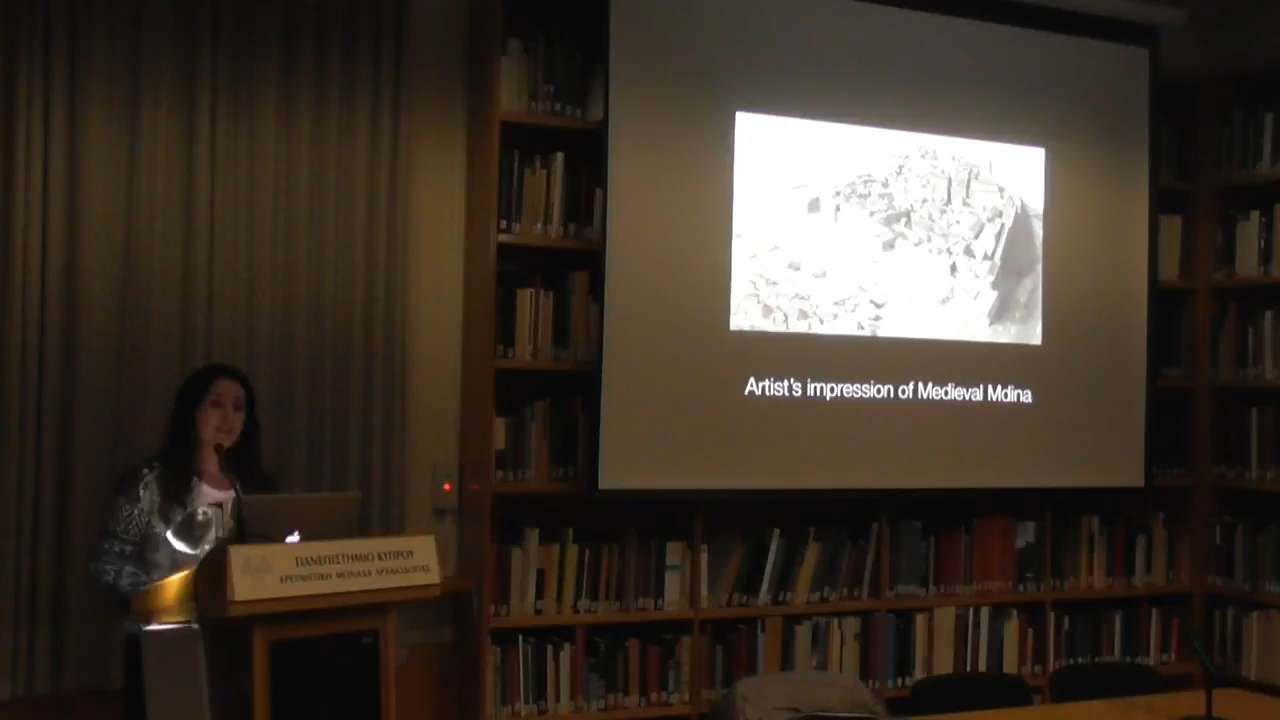 Artist's impression of Medieval Mdina
ΠΑΝΕΠΙΣΤΗΜΙΟ ΚΥΠΡΟΥ
ΕΡΕΥΝΗΤΙΚΗ ΜΟΝΑΔΑ ΑΡΧΑΙΟΛΟΓΙΑΣ